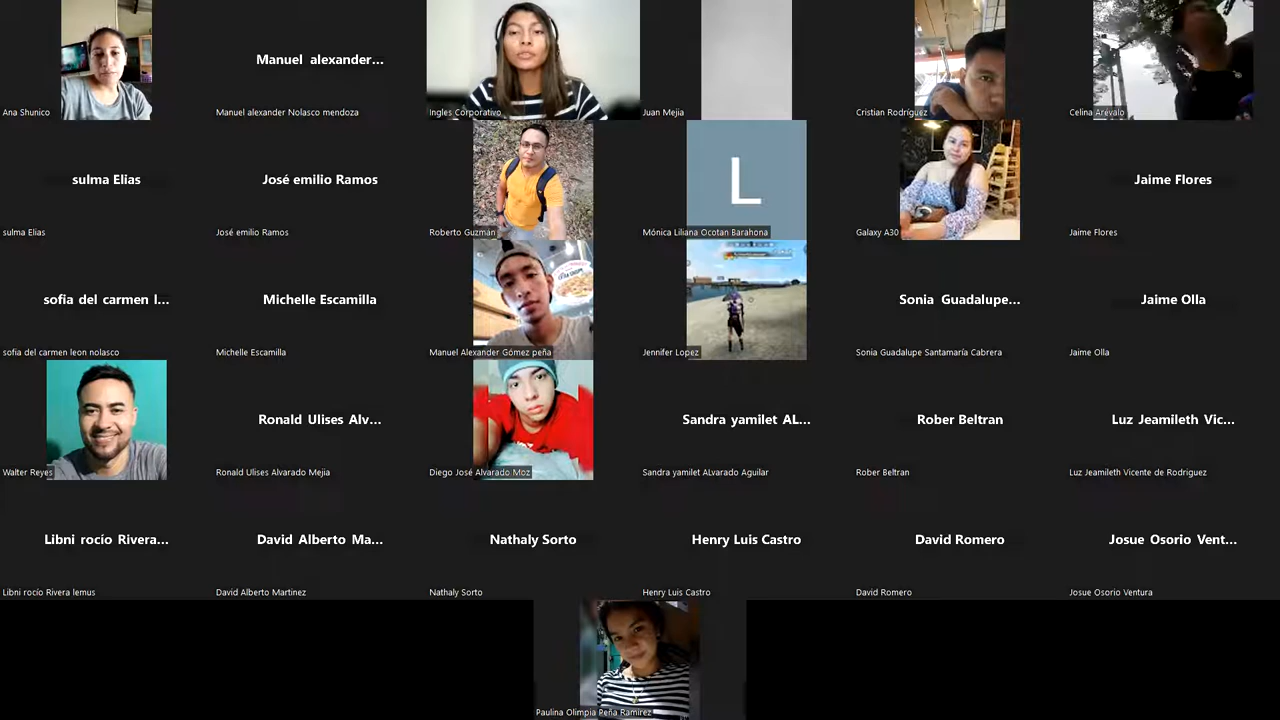 Ana Shunico
Manuel alexander...
Manuel alexander Nolasco mendoza
Ingles Corporativo
Juan Mejia
Cristian Rodríguez
Celina Arevalo
sulma Elias
sulma Elias
José emilio Ramos
José emilio Ramos
Roberto Guzmán
L
Mónica Liliana Ocotan Barahona
Galaxy A30
Jaime Flores
Jaime Flores
sofia del carmen l...
sofia del carmen leon nolasco
Michelle Escamilla
Michelle Escamilla
Manuel Alexander Gómez peña
Jennifer Lopez
Sonia Guadalupe...
Sonia Guadalupe Santamaría Cabrera
Jaime Olla
Jaime Olla
Walter Reyes
Ronald Ulises Alv...
Ronald Ulises Alvarado Mejia
Diego José Alvarado Moz
Sandra yamilet AL...
Sandra yamilet ALvarado Aguilar
Rober Beltran
Rober Beltran
Luz Jeamileth Vic...
Luz Jeamileth Vicente de Rodriguez
Libni rocío Rivera...
Libni rocío Rivera lemus
David Alberto Ma...
David Alberto Martinez
Nathaly Sorto
Nathaly Sorto
Henry Luis Castro
Henry Luis Castro
David Romero
David Romero
Josue Osorio Vent...
Josue Osorio Ventura
Paulina Olimpia Peña Ramirez